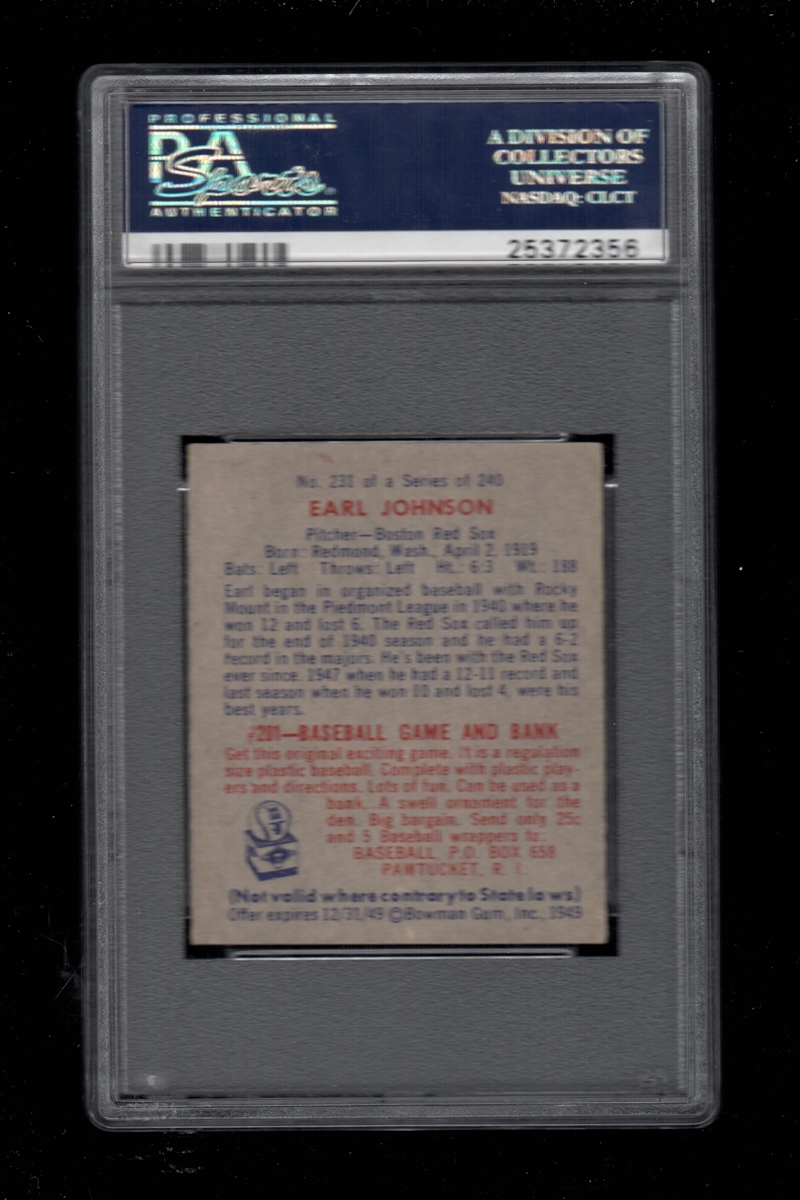 PROFESSIONAL
PSA
Sports
AUTHENTICATOR
A DIVISION OF
COLLECTORS
UNIVERSE
NASDAQ: CLCT
25372356
No. 231 of a Series of 240
EARL JOHNSON
Pitcher—Boston Red Sox
Born: Redmond, Wash., April 2, 1919
Bats: Left Throws: Left Ht.: 6:3 Wt.: 188
Earl began in organized baseball with Rocky
Mount in the Piedmont League in 1940 where he
won 12 and lost 6. The Red Sox called him up
for the end of 1940 season and he had a 6-2
record in the majors. He's been with the Red Sox
ever since. 1947 when he had a 12-11 record and
last season when he won 10 and lost 4, were his
best years.
#201—BASEBALL GAME AND BANK
Get this original exciting game. It is a regulation
size plastic baseball. Complete with plastic play-
ers and directions. Lots of fun. Can be used as a
bank. A swell ornament for the
den. Big bargain. Send only 25c
and 5 Baseball wrappers to:
BASEBALL P.O. BOX 658
PAWTUCKET, R. I.
(Not valid where contrary to State laws)
Offer expires 12/31/49 ©Bowman Gum, Inc., 1949